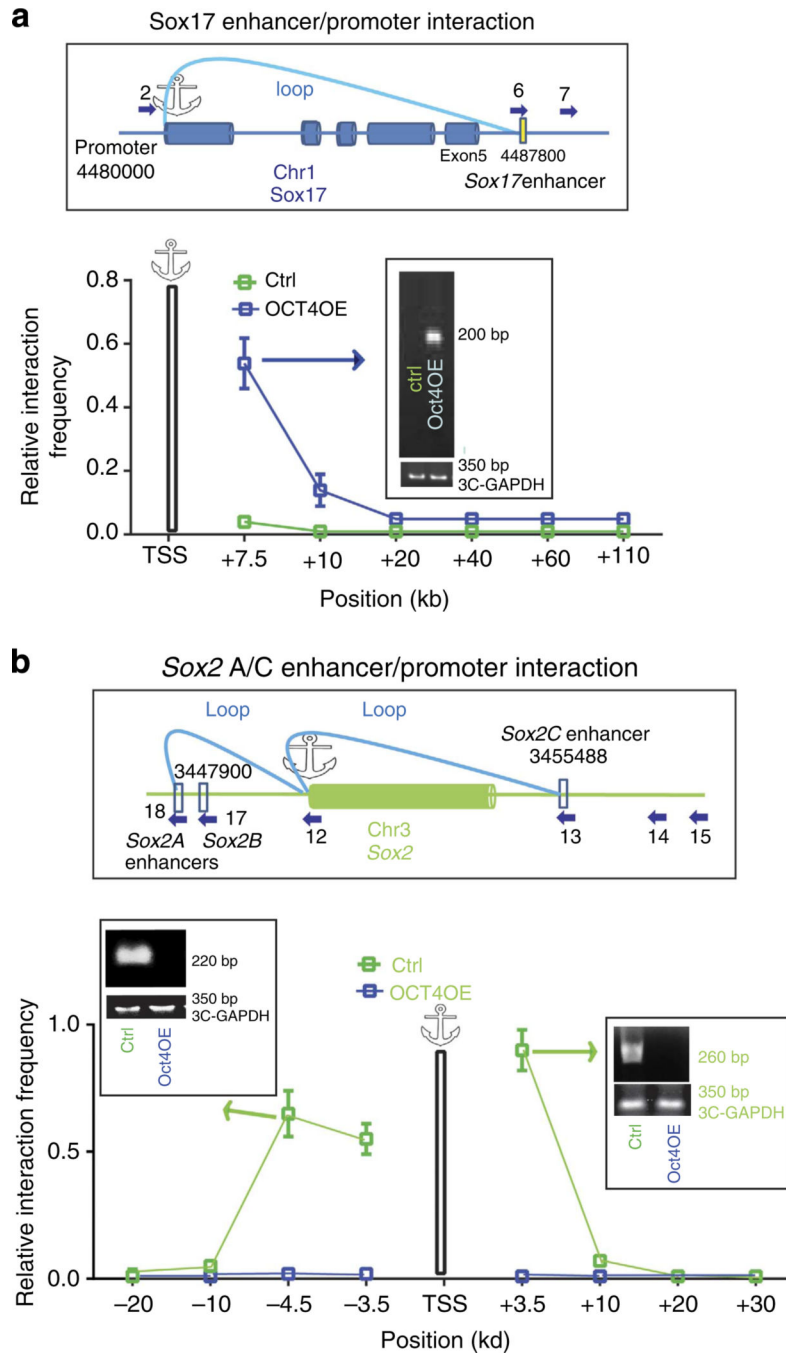 a
Sox17 enhancer/promoter interaction
2
loop
6
7
Promoter
4480000
Exon5
4487800
Chr1
Sox17
Sox17enhancer
0.8
0.6
0.4
0.2
0.0
Relative interaction
frequency
Ctrl
OCT4OE
ctrl
Oct4OE
200 bp
350 bp
3C-GAPDH
TSS
+7.5
+10
+20
+40
+60
+110
Position (kb)
b
Sox2 A/C enhancer/promoter interaction
Loop
Loop
Sox2C enhancer
3455488
3447900
18
17
12
13
14
15
Sox2A
Sox2B
enhancers
Chr3
Sox2
220 bp
350 bp
3C-GAPDH
Ctrl
Oct4OE
Ctrl
OCT4OE
260 bp
350 bp
3C-GAPDH
Ctrl
Oct4OE
1.0
0.5
0.0
Relative interaction frequency
–20
–10
–4.5
–3.5
TSS
+3.5
+10
+20
+30
Position (kd)